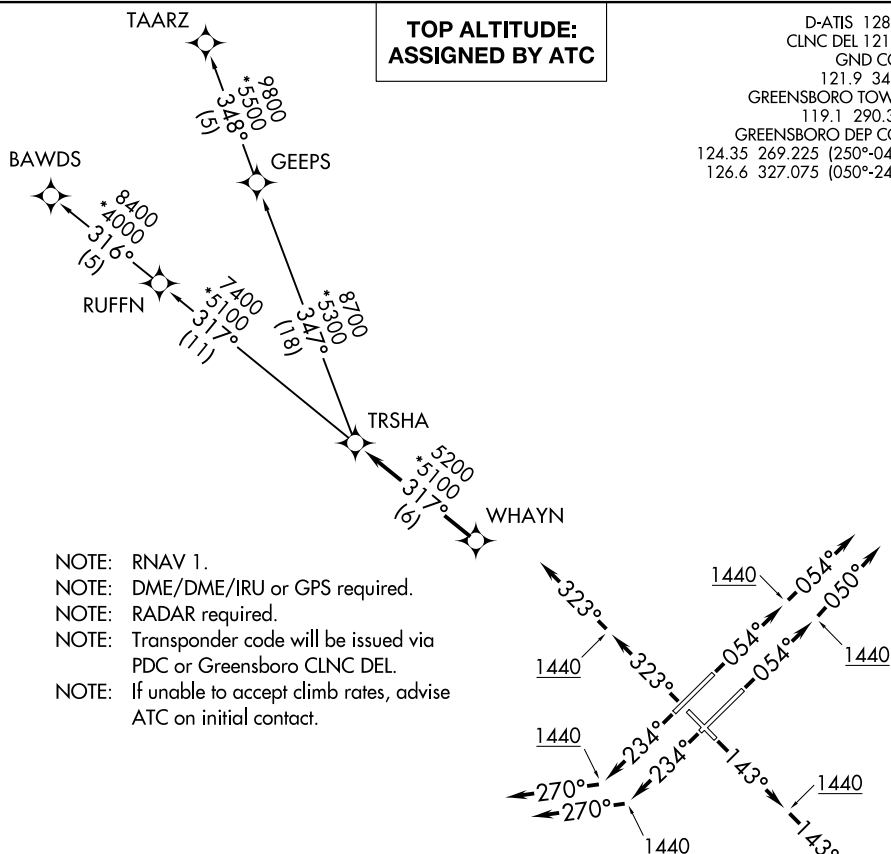 TOP ALTITUDE:
ASSIGNED BY ATC
D-ATIS 128
CLNC DEL 121
GND CO
121.9 34
GREENSBORO TOW
119.1 290.3
GREENSBORO DEP CO
124.35 269.225 (250°-04
126.6 327.075 (050°-24
TAARZ
9800
*5500
348°
(5)
GEEPS
BAWDS
8400
*4000
316°
(5)
RUFFN
7400
*5100
317°
(11)
8700
*5300
347°
(18)
TRSHA
5200
*5100
317°
(6)
WHAYN
NOTE: RNAV 1.
NOTE: DME/DME/IRU or GPS required.
NOTE: RADAR required.
NOTE: Transponder code will be issued via
PDC or Greensboro CLNC DEL.
NOTE: If unable to accept climb rates, advise
ATC on initial contact.
323°
1440
323°
1440
054°
054°
050°
054°
1440
1440
234°
270°
234°
270°
1440
143°
1440
143°